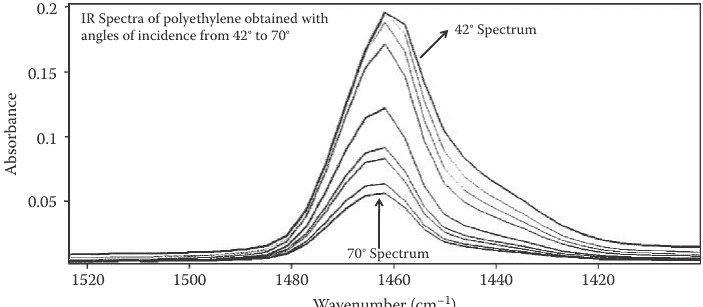 0.2
IR Spectra of polyethylene obtained with
angles of incidence from 42° to 70°
42° Spectrum
0.15
Absorbance
0.1
0.05
70° Spectrum
1520 1500 1480 1460 1440 1420
Wavenumber (cm⁻¹)